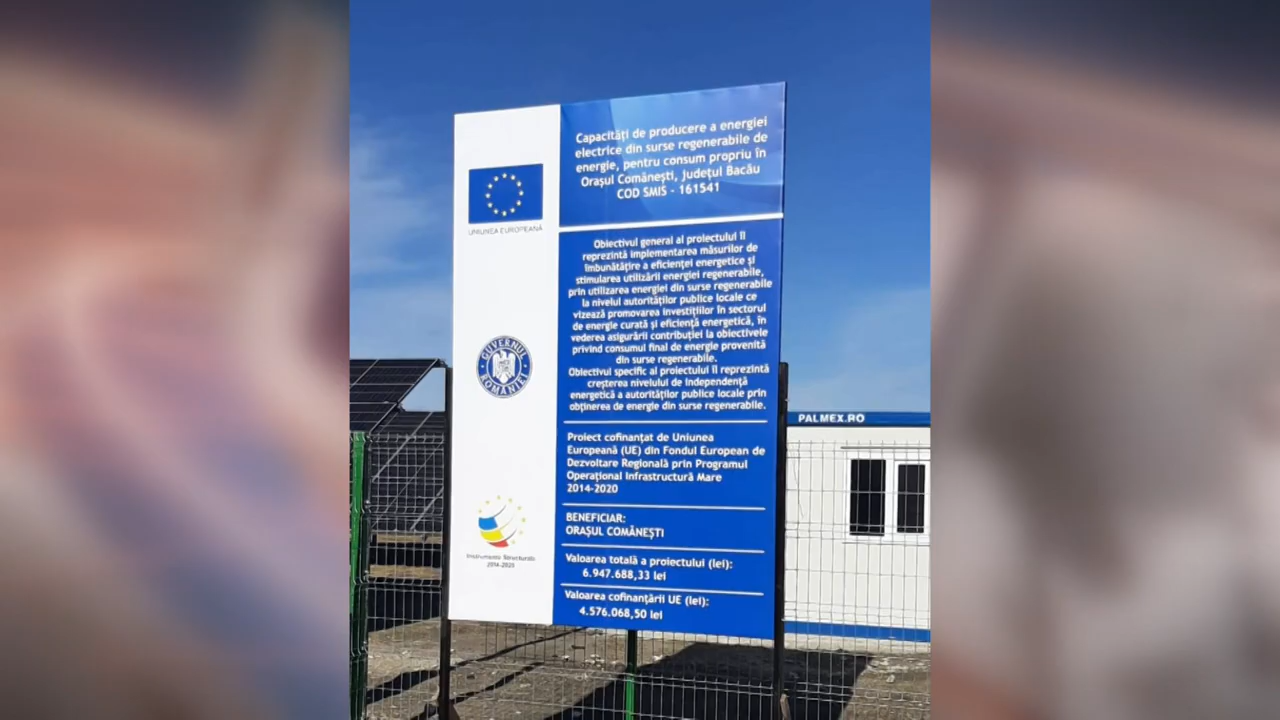 Capacități de producere a energiei
electrice din surse regenerabile de
energie, pentru consum propriu în
Orașul Comănești, Județul Bacău
COD SMIS - 161541
UNIUNEA EUROPEANĂ
Obiectivul general al proiectului îl
reprezintă implementarea măsurilor de
îmbunătățire a eficienței energetice și
stimularea utilizării energiei regenerabile,
prin utilizarea energiei din surse regenerabile
la nivelul autorităților publice locale ce
vizează promovarea investițiilor în sectorul
de energie curată și eficiență energetică, în
vederea asigurării contribuției la obiectivele
privind consumul final de energie provenită
din surse regenerabile.
Obiectivul specific al proiectului îl reprezintă
creșterea nivelului de independență
energetică a autorităților publice locale prin
obținerea de energie din surse regenerabile.
GUVERNUL ROMÂNIEI
Proiect cofinanțat de Uniunea
Europeană (UE) din Fondul European de
Dezvoltare Regională prin Programul
Operațional Infrastructură Mare
2014-2020
BENEFICIAR:
ORAȘUL COMĂNEȘTI
Instrumente Structurale
2014-2020
Valoarea totală a proiectului (lei):
6.947.688,33 lei
Valoarea cofinanțării UE (lei):
4.576.068,50 lei
PALMEX.RO